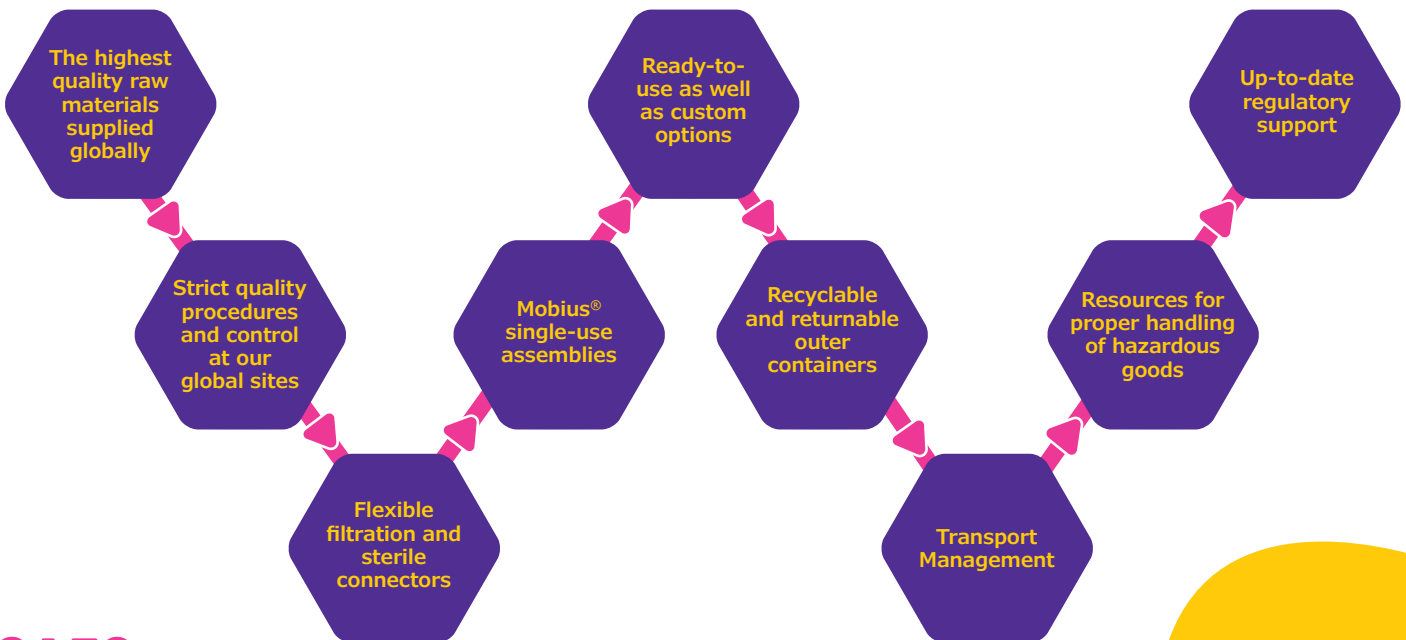 The highest
quality raw
materials
supplied
globally
Strict quality
procedures
and control
at our
global sites
Flexible
filtration and
sterile
connectors
Mobius®
single-use
assemblies
Ready-to-
use as well
as custom
options
Recyclable
and returnable
outer
containers
Transport
Management
Resources for
proper handling
of hazardous
goods
Up-to-date
regulatory
support